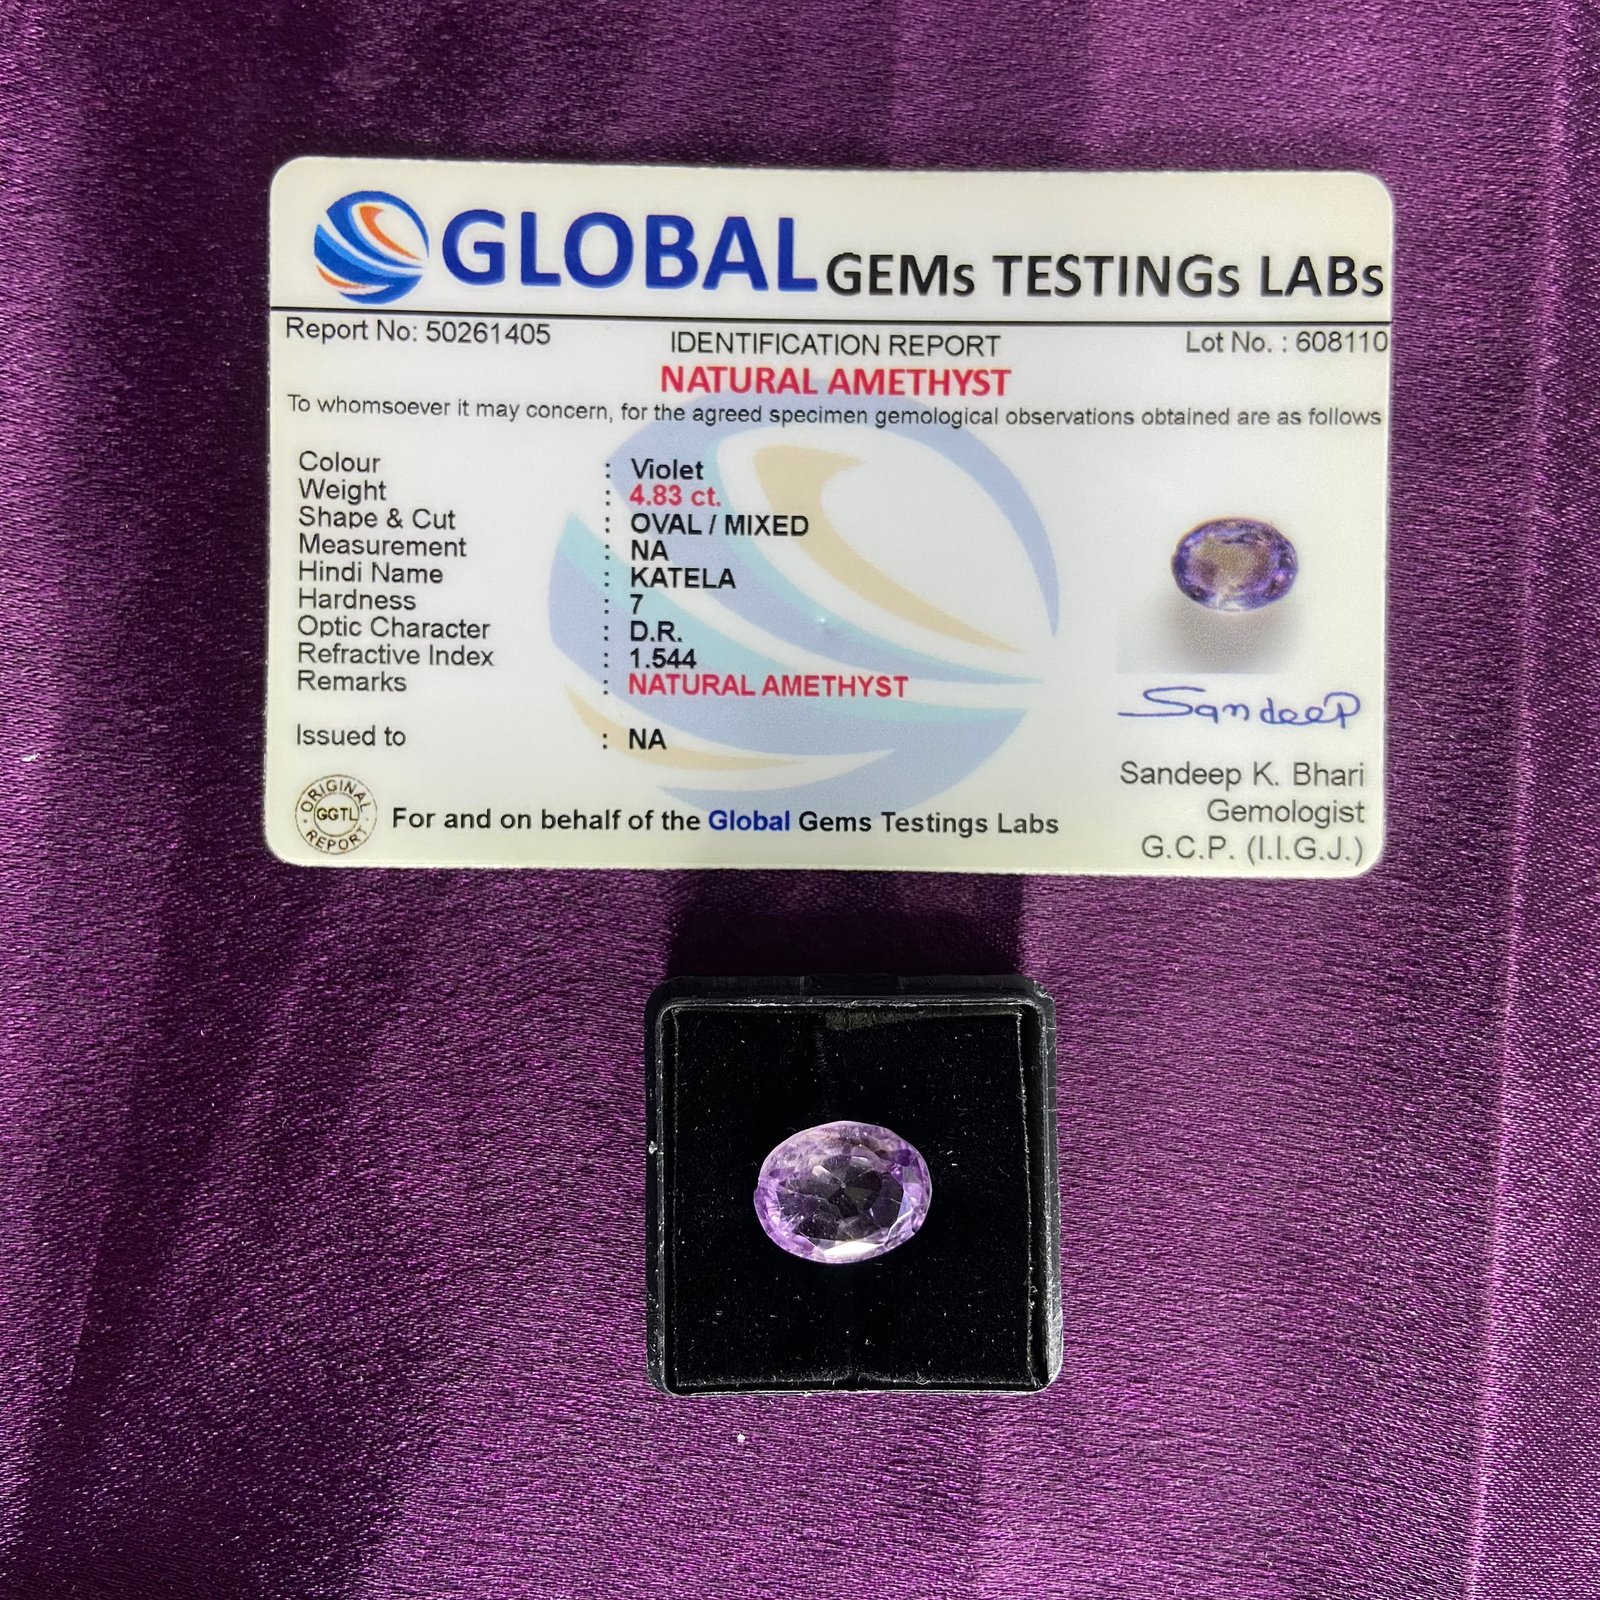 GLOBAL GEMs TESTINGs LABs
Report No: 50261405
IDENTIFICATION REPORT
Lot No. : 608110
NATURAL AMETHYST
To whomsoever it may concern, for the agreed specimen gemological observations obtained are as follows
Colour : Violet
Weight : 4.83 ct.
Shape & Cut : OVAL / MIXED
Measurement : NA
Hindi Name : KATELA
Hardness : 7
Optic Character : D.R.
Refractive Index : 1.544
Remarks : NATURAL AMETHYST
Issued to : NA
Sandeep
Sandeep K. Bhari
Gemologist
G.C.P. (I.I.G.J.)
ORIGINAL
GGTL
REPORT
For and on behalf of the Global Gems Testings Labs